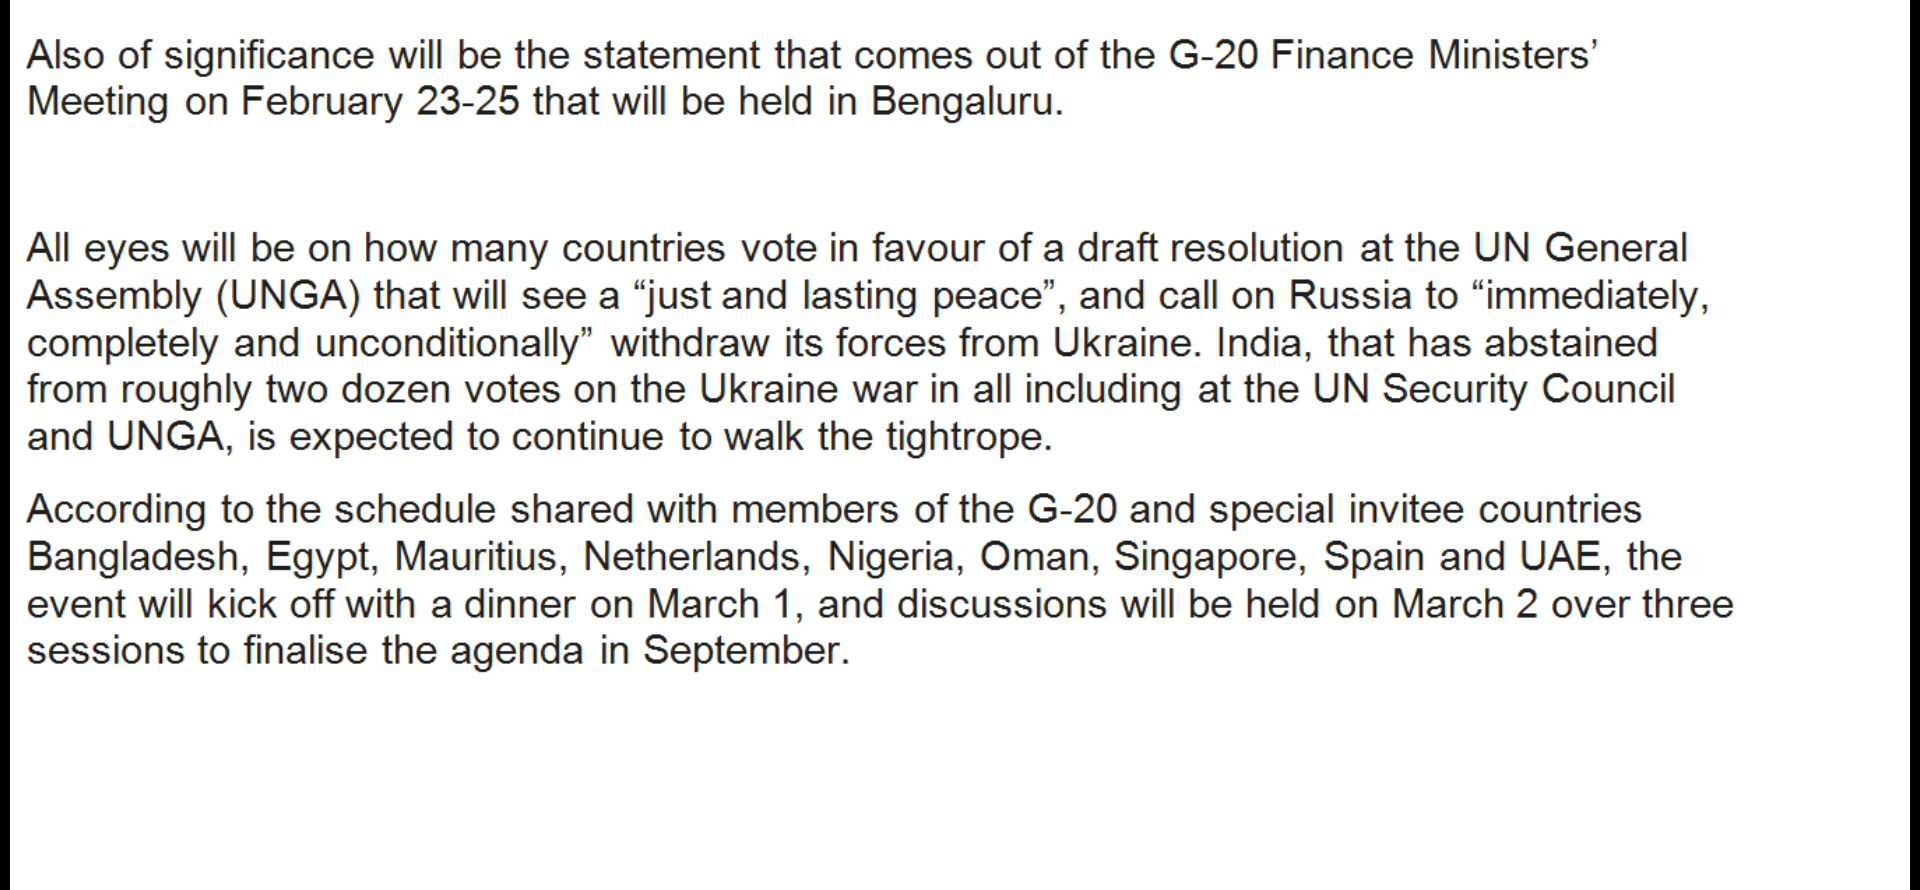 Also of significance will be the statement that comes out of the G-20 Finance Ministers’
Meeting on February 23-25 that will be held in Bengaluru.
All eyes will be on how many countries vote in favour of a draft resolution at the UN General
Assembly (UNGA) that will see a “just and lasting peace”, and call on Russia to “immediately,
completely and unconditionally” withdraw its forces from Ukraine. India, that has abstained
from roughly two dozen votes on the Ukraine war in all including at the UN Security Council
and UNGA, is expected to continue to walk the tightrope.
According to the schedule shared with members of the G-20 and special invitee countries
Bangladesh, Egypt, Mauritius, Netherlands, Nigeria, Oman, Singapore, Spain and UAE, the
event will kick off with a dinner on March 1, and discussions will be held on March 2 over three
sessions to finalise the agenda in September.